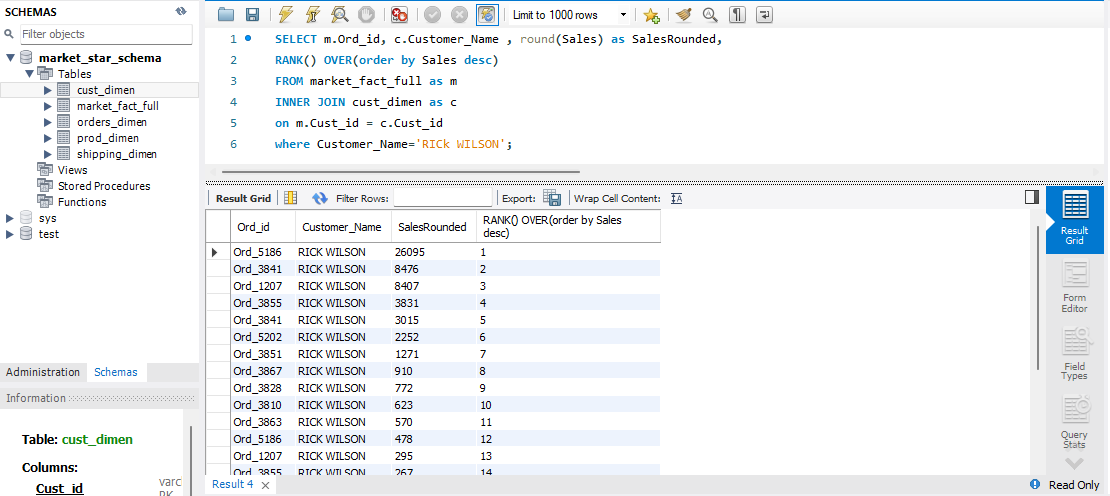 SCHEMAS
Filter objects
market_star_schema
Tables
cust_dimen
market_fact_full
orders_dimen
prod_dimen
shipping_dimen
Views
Stored Procedures
Functions
sys
test
Administration Schemas
Information
Table: cust_dimen
Columns:
Cust_id varc
PK
Limit to 1000 rows
1 SELECT m.Ord_id, c.Customer_Name , round(Sales) as SalesRounded,
2 RANK() OVER(order by Sales desc)
3 FROM market_fact_full as m
4 INNER JOIN cust_dimen as c
5 on m.Cust_id = c.Cust_id
6 where Customer_Name='RICk WILSON';
Result Grid Filter Rows: Export: Wrap Cell Content:
Ord_id Customer_Name SalesRounded RANK() OVER(order by Sales
desc)
Ord_5186 RICK WILSON 26095 1
Ord_3841 RICK WILSON 8476 2
Ord_1207 RICK WILSON 8407 3
Ord_3855 RICK WILSON 3831 4
Ord_3841 RICK WILSON 3015 5
Ord_5202 RICK WILSON 2252 6
Ord_3851 RICK WILSON 1271 7
Ord_3867 RICK WILSON 910 8
Ord_3828 RICK WILSON 772 9
Ord_3810 RICK WILSON 623 10
Ord_3863 RICK WILSON 570 11
Ord_5186 RICK WILSON 478 12
Ord_1207 RICK WILSON 295 13
Ord_3855 RICK WILSON 267 14
Result
Grid
Form
Editor
Field
Types
Query
Stats
Result 4
Read Only